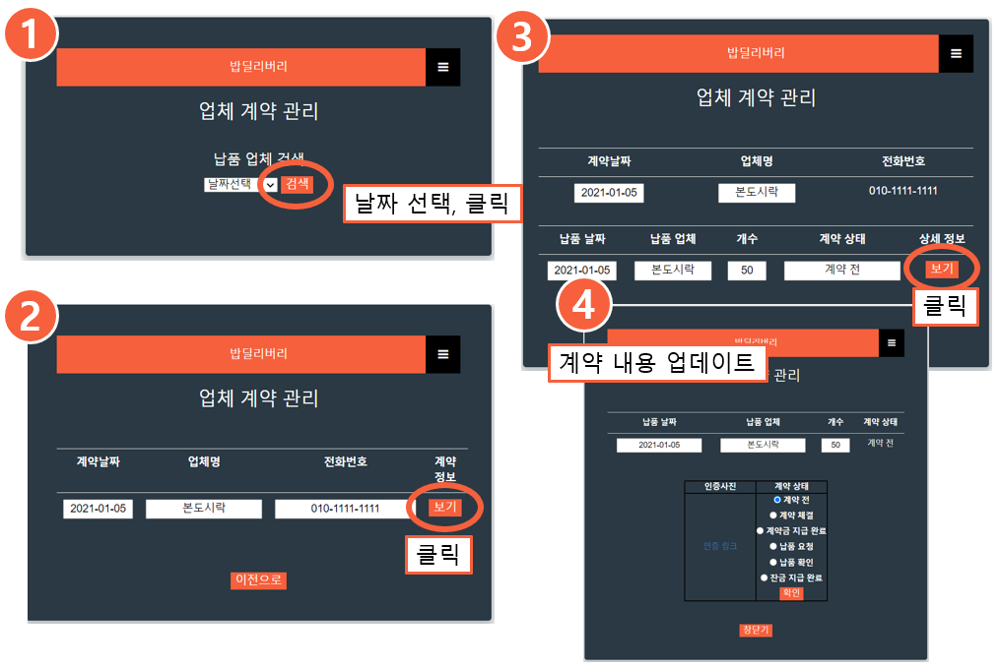 1
밥딜리버리
업체 계약 관리
납품 업체 검색
날짜선택 검색
날짜 선택, 클릭
2
밥딜리버리
업체 계약 관리
계약날짜 업체명 전화번호 계약
정보
2021-01-05 본도시락 010-1111-1111 보기
클릭
이전으로
3
밥딜리버리
업체 계약 관리
계약날짜 업체명 전화번호
2021-01-05 본도시락 010-1111-1111
납품 날짜 납품 업체 개수 계약 상태 상세 정보
2021-01-05 본도시락 50 계약 전 보기
클릭
4
밥딜리버리
계약 내용 업데이트
관리
납품 날짜 납품 업체 개수 계약 상태
2021-01-05 본도시락 50 계약 전
인증사진 계약 상태
계약 전
계약 체결
계약금 지급 완료
인증 링크
납품 요청
납품 확인
잔금 지급 완료
확인
창닫기